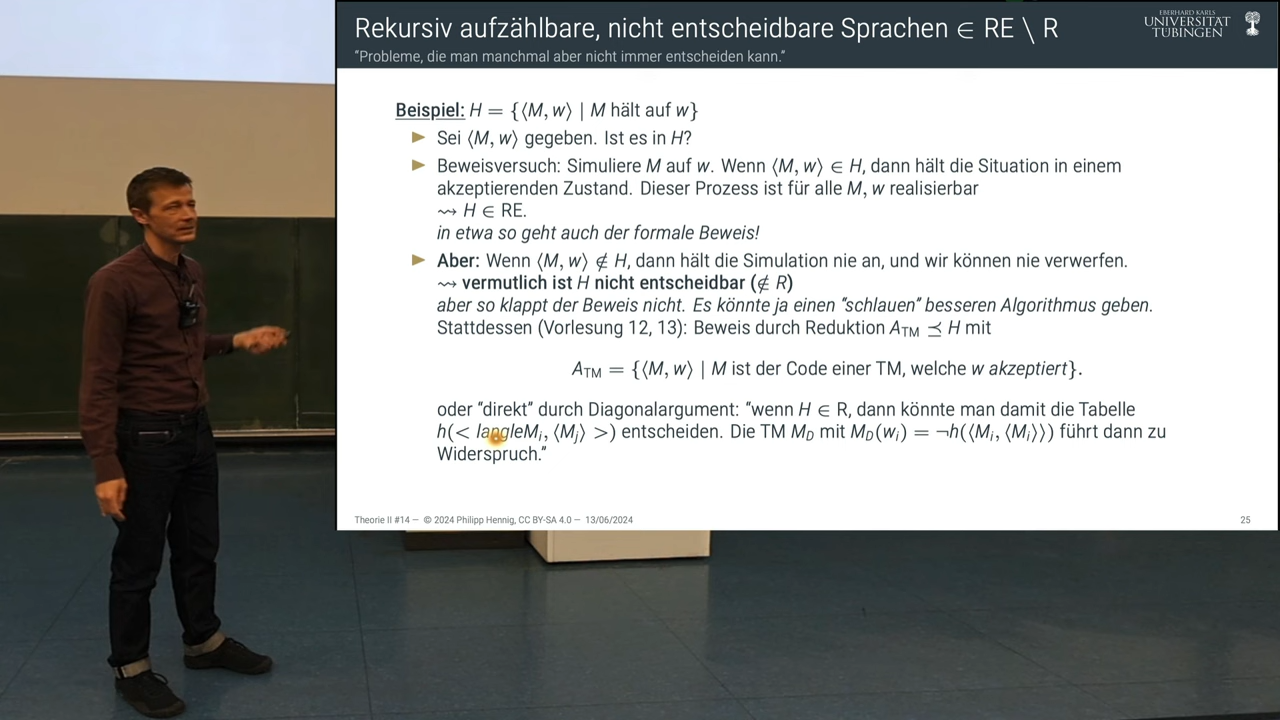 Rekursiv aufzählbare, nicht entscheidbare Sprachen ∈ RE \ R
“Probleme, die man manchmal aber nicht immer entscheiden kann.“
EBERHARD KARLS
UNIVERSITÄT
TÜBINGEN
Beispiel: H = {⟨M, w⟩ | M hält auf w}
▶ Sei ⟨M, w⟩ gegeben. Ist es in H?
▶ Beweisversuch: Simuliere M auf w. Wenn ⟨M, w⟩ ∈ H, dann hält die Situation in einem
akzeptierenden Zustand. Dieser Prozess ist für alle M, w realisierbar
⇝ H ∈ RE.
in etwa so geht auch der formale Beweis!
▶ Aber: Wenn ⟨M, w⟩ ∉ H, dann hält die Simulation nie an, und wir können nie verwerfen.
⇝ vermutlich ist H nicht entscheidbar (∉ R)
aber so klappt der Beweis nicht. Es könnte ja einen “schlauen” besseren Algorithmus geben.
Stattdessen (Vorlesung 12, 13): Beweis durch Reduktion A_TM ⪯ H mit
A_TM = {⟨M, w⟩ | M ist der Code einer TM, welche w akzeptiert}.
oder “direkt” durch Diagonalargument: “wenn H ∈ R, dann könnte man damit die Tabelle
h(< langleM_i, ⟨M_j⟩ >) entscheiden. Die TM M_D mit M_D(w_i) = ¬h(⟨M_i, ⟨M_i⟩⟩) führt dann zu
Widerspruch.”
Theorie II #14 — © 2024 Philipp Hennig, CC BY-SA 4.0 — 13/06/2024
25